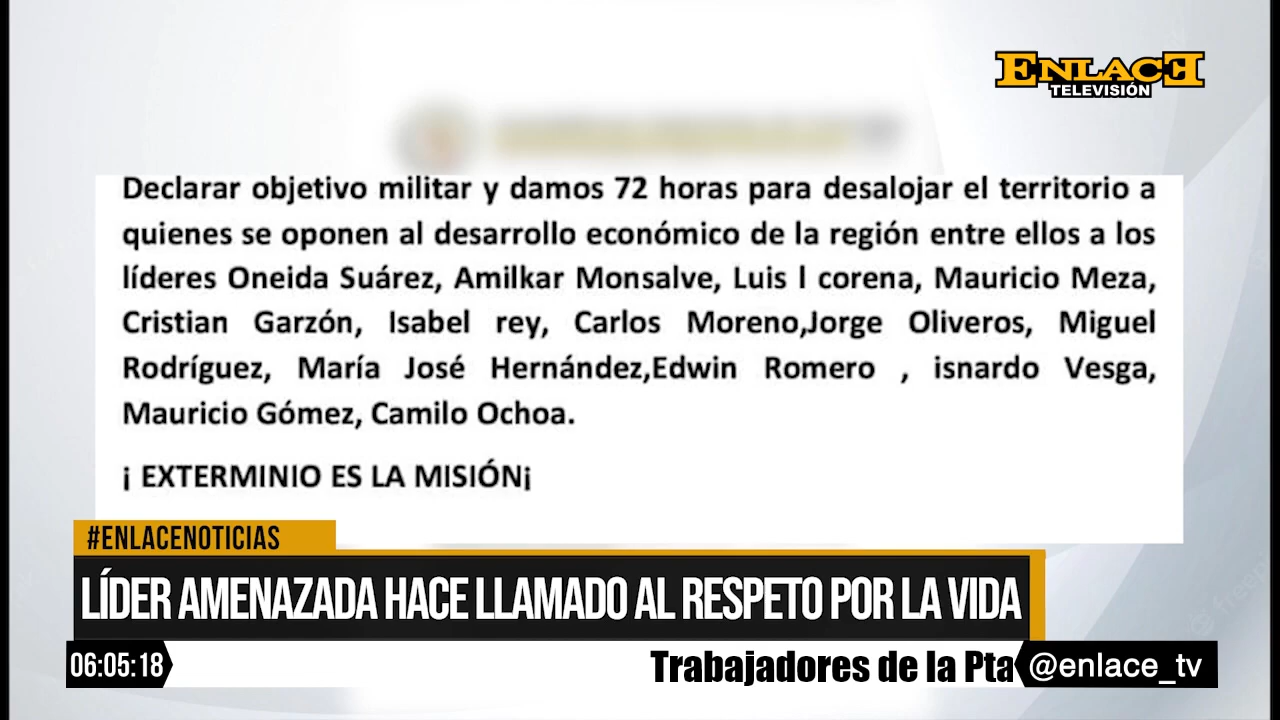 ENLACE
TELEVISIÓN
Declarar objetivo militar y damos 72 horas para desalojar el territorio a
quienes se oponen al desarrollo económico de la región entre ellos a los
líderes Oneida Suárez, Amilkar Monsalve, Luis l corena, Mauricio Meza,
Cristian Garzón, Isabel rey, Carlos Moreno,Jorge Oliveros, Miguel
Rodríguez, María José Hernández,Edwin Romero , isnardo Vesga,
Mauricio Gómez, Camilo Ochoa.
¡ EXTERMINIO ES LA MISIÓN¡
#ENLACENOTICIAS
LÍDER AMENAZADA HACE LLAMADO AL RESPETO POR LA VIDA
06:05:18 Trabajadores de la Pta @enlace_tv